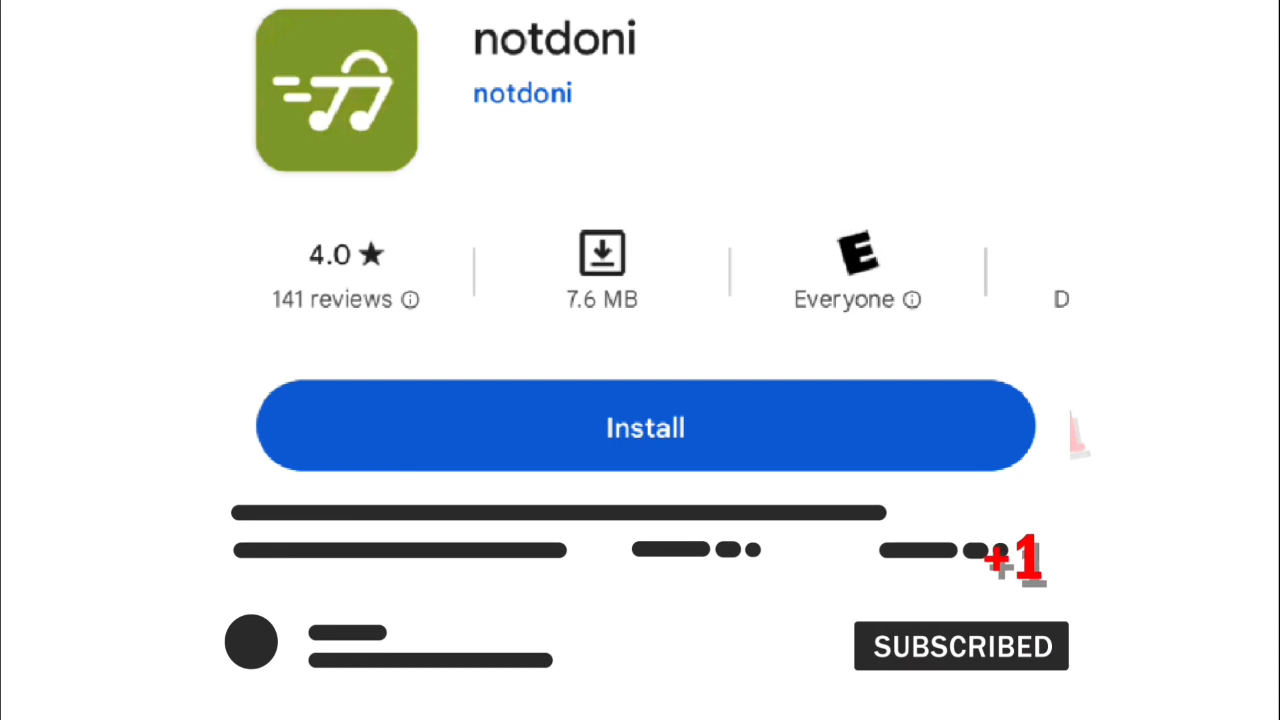 notdoni
notdoni
4.0 ★
141 reviews
7.6 MB
E
Everyone
D
Install
+1
SUBSCRIBED